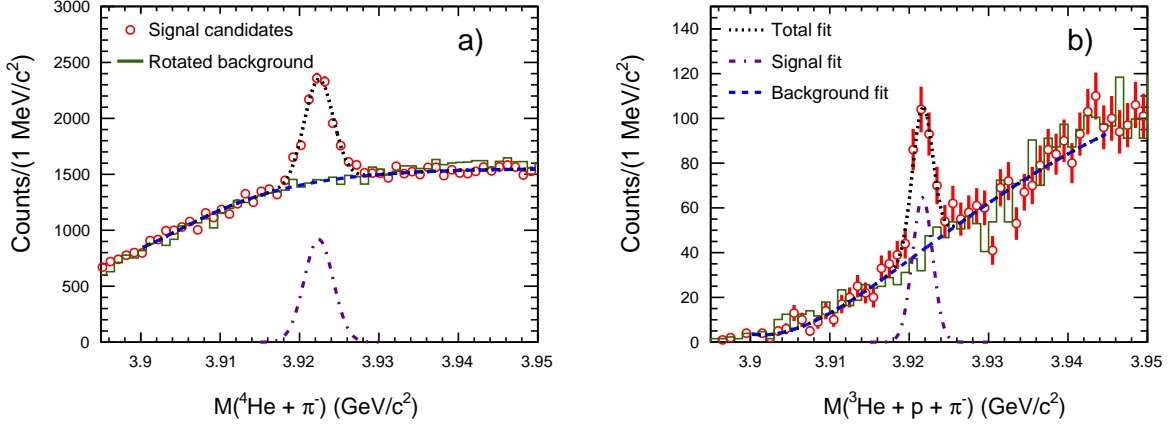 3000
2500
2000
1500
1000
500
0
Counts/(1 MeV/c²)
Signal candidates
Rotated background
a)
3.9 3.91 3.92 3.93 3.94 3.95
M(⁴He + π⁻) (GeV/c²)
140
120
100
80
60
40
20
0
Counts/(1 MeV/c²)
Total fit
Signal fit
Background fit
b)
3.9 3.91 3.92 3.93 3.94 3.95
M(³He + p + π⁻) (GeV/c²)